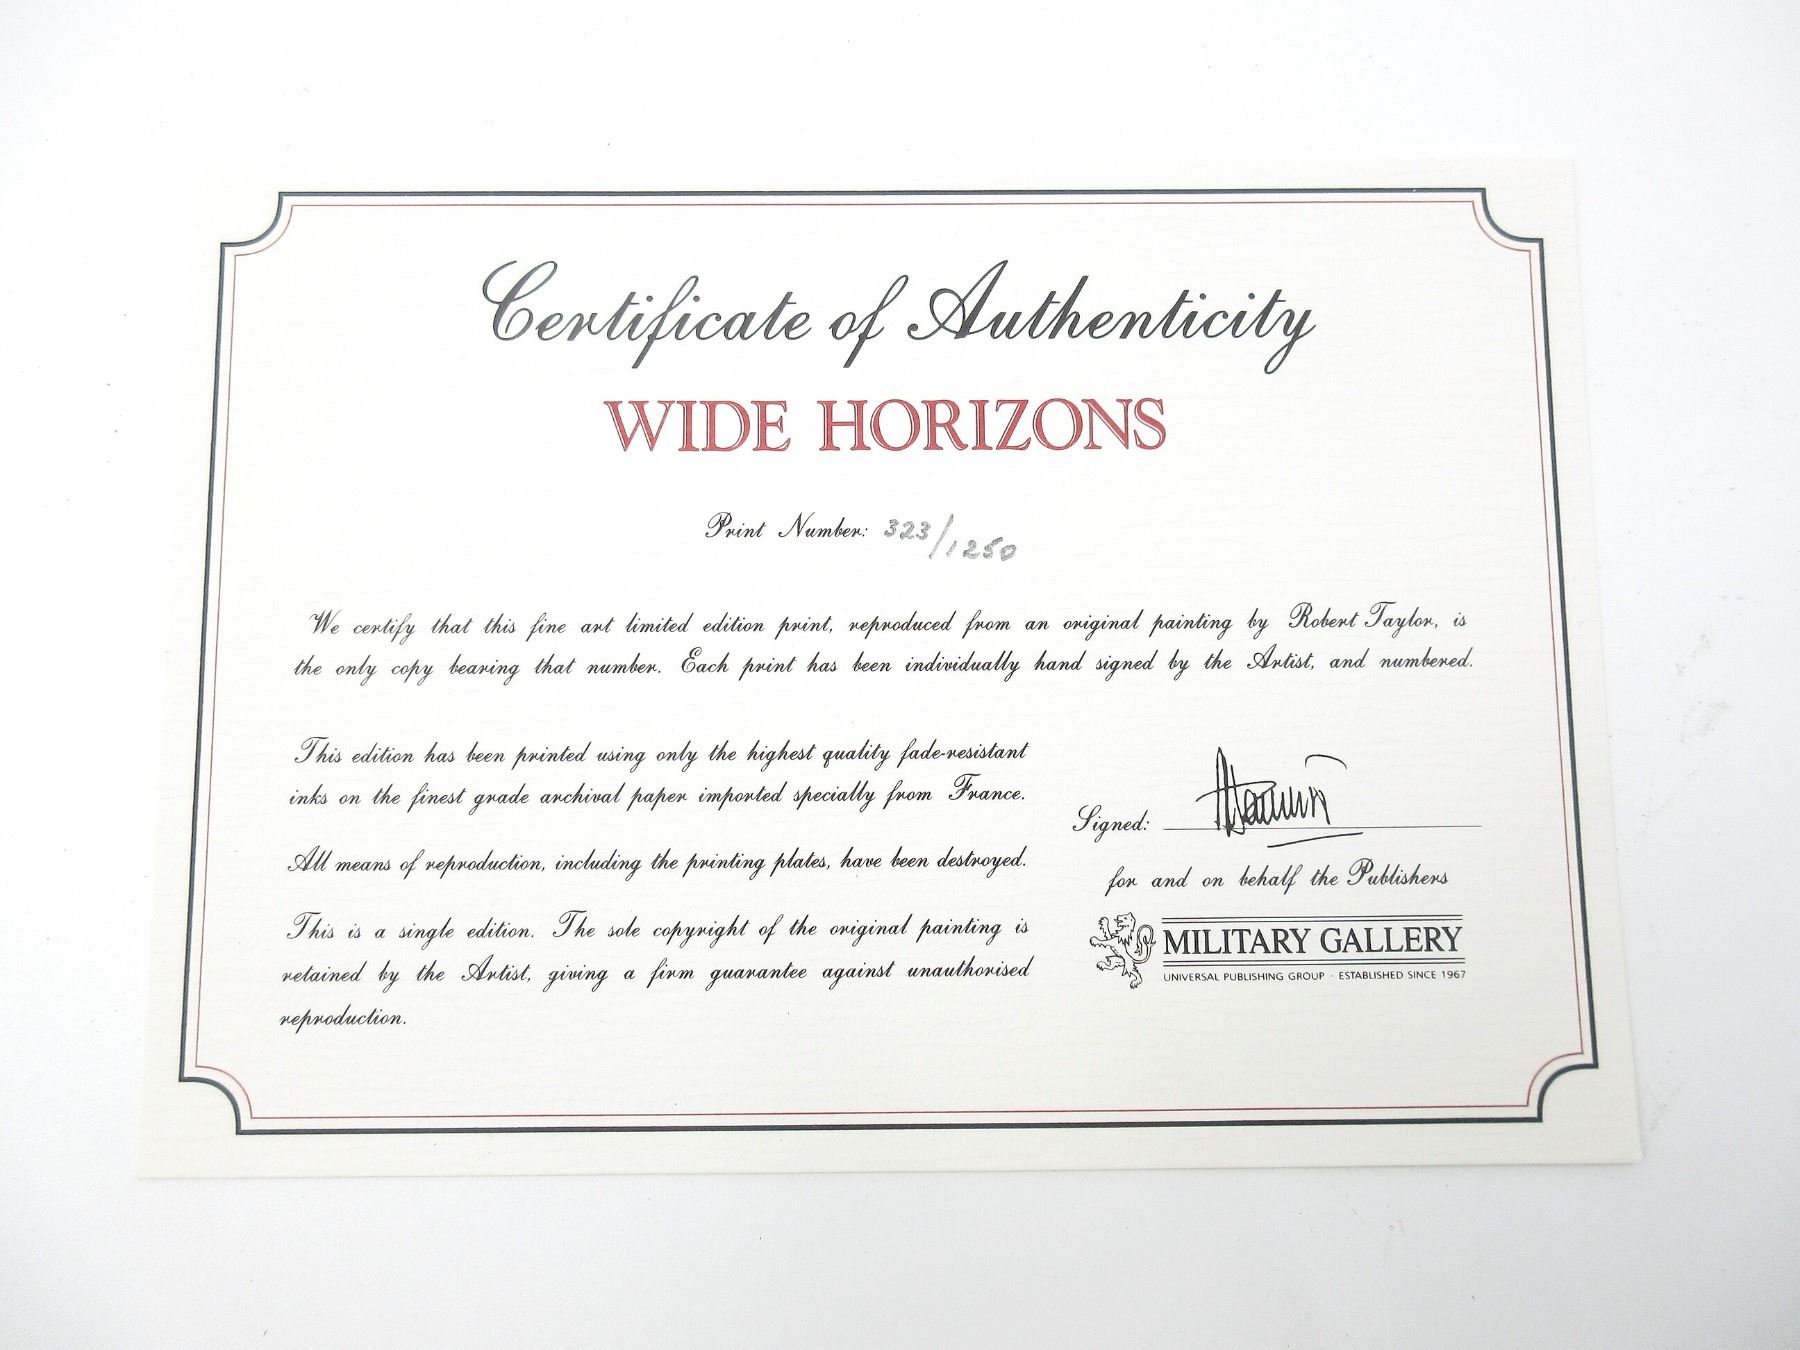 Certificate of Authenticity
WIDE HORIZONS
Print Number: 323/1250
We certify that this fine art limited edition print, reproduced from an original painting by Robert Taylor, is
the only copy bearing that number. Each print has been individually hand signed by the Artist, and numbered.
This edition has been printed using only the highest quality fade-resistant
inks on the finest grade archival paper imported specially from France.
All means of reproduction, including the printing plates, have been destroyed.
This is a single edition. The sole copyright of the original painting is
retained by the Artist, giving a firm guarantee against unauthorised
reproduction.
Signed:
for and on behalf the Publishers
MILITARY GALLERY
UNIVERSAL PUBLISHING GROUP · ESTABLISHED SINCE 1967